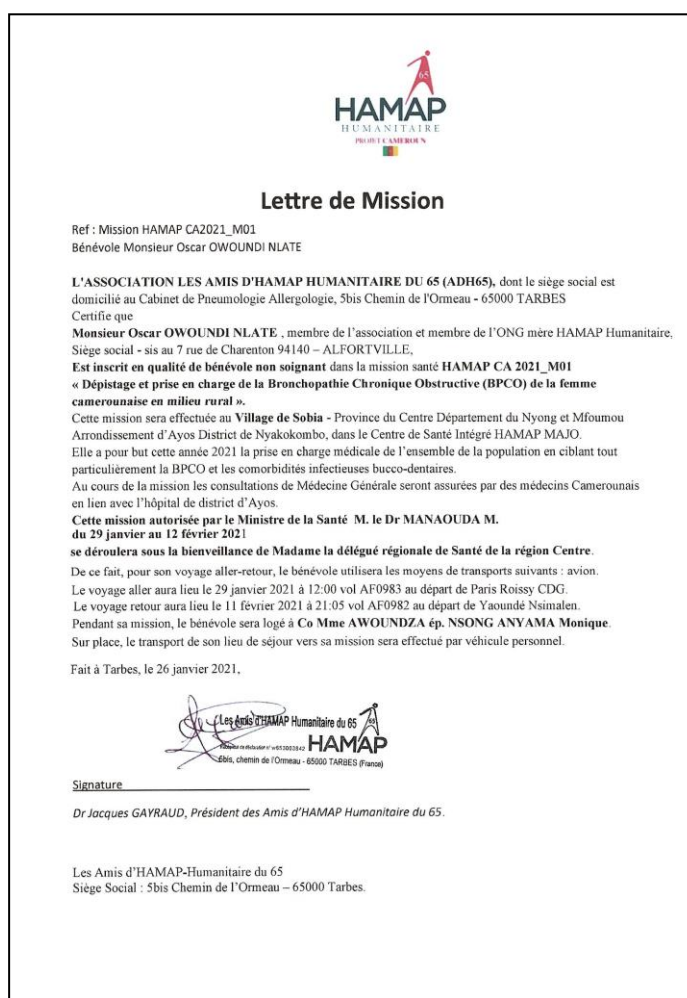 65
HAMAP
HUMANITAIRE
PROJET CAMEROUN
Lettre de Mission
Ref : Mission HAMAP CA2021_M01
Bénévole Monsieur Oscar OWOUNDI NLATE
L'ASSOCIATION LES AMIS D'HAMAP HUMANITAIRE DU 65 (ADH65), dont le siège social est
domicilié au Cabinet de Pneumologie Allergologie, 5bis Chemin de l'Ormeau - 65000 TARBES
Certifie que
Monsieur Oscar OWOUNDI NLATE , membre de l'association et membre de l'ONG mère HAMAP Humanitaire,
Siège social - sis au 7 rue de Charenton 94140 – ALFORTVILLE,
Est inscrit en qualité de bénévole non soignant dans la mission santé HAMAP CA 2021_M01
« Dépistage et prise en charge de la Bronchopathie Chronique Obstructive (BPCO) de la femme
camerounaise en milieu rural ».
Cette mission sera effectuée au Village de Sobia - Province du Centre Département du Nyong et Mfoumou
Arrondissement d'Ayos District de Nyakokombo, dans le Centre de Santé Intégré HAMAP MAJO.
Elle a pour but cette année 2021 la prise en charge médicale de l'ensemble de la population en ciblant tout
particulièrement la BPCO et les comorbidités infectieuses bucco-dentaires.
Au cours de la mission les consultations de Médecine Générale seront assurées par des médecins Camerounais
en lien avec l'hôpital de district d'Ayos.
Cette mission autorisée par le Ministre de la Santé M. le Dr MANAOUDA M.
du 29 janvier au 12 février 2021
se déroulera sous la bienveillance de Madame la délégué régionale de Santé de la région Centre.
De ce fait, pour son voyage aller-retour, le bénévole utilisera les moyens de transports suivants : avion.
Le voyage aller aura lieu le 29 janvier 2021 à 12:00 vol AF0983 au départ de Paris Roissy CDG.
Le voyage retour aura lieu le 11 février 2021 à 21:05 vol AF0982 au départ de Yaoundé Nsimalen.
Pendant sa mission, le bénévole sera logé à Co Mme AWOUNDZA ép. NSONG ANYAMA Monique.
Sur place, le transport de son lieu de séjour vers sa mission sera effectué par véhicule personnel.
Fait à Tarbes, le 26 janvier 2021,
Les Amis d'HAMAP Humanitaire du 65
HAMAP
5bis, chemin de l'Ormeau - 65000 TARBES (France)
Signature
Dr Jacques GAYRAUD, Président des Amis d'HAMAP Humanitaire du 65.
Les Amis d'HAMAP-Humanitaire du 65
Siège Social : 5bis Chemin de l'Ormeau – 65000 Tarbes.